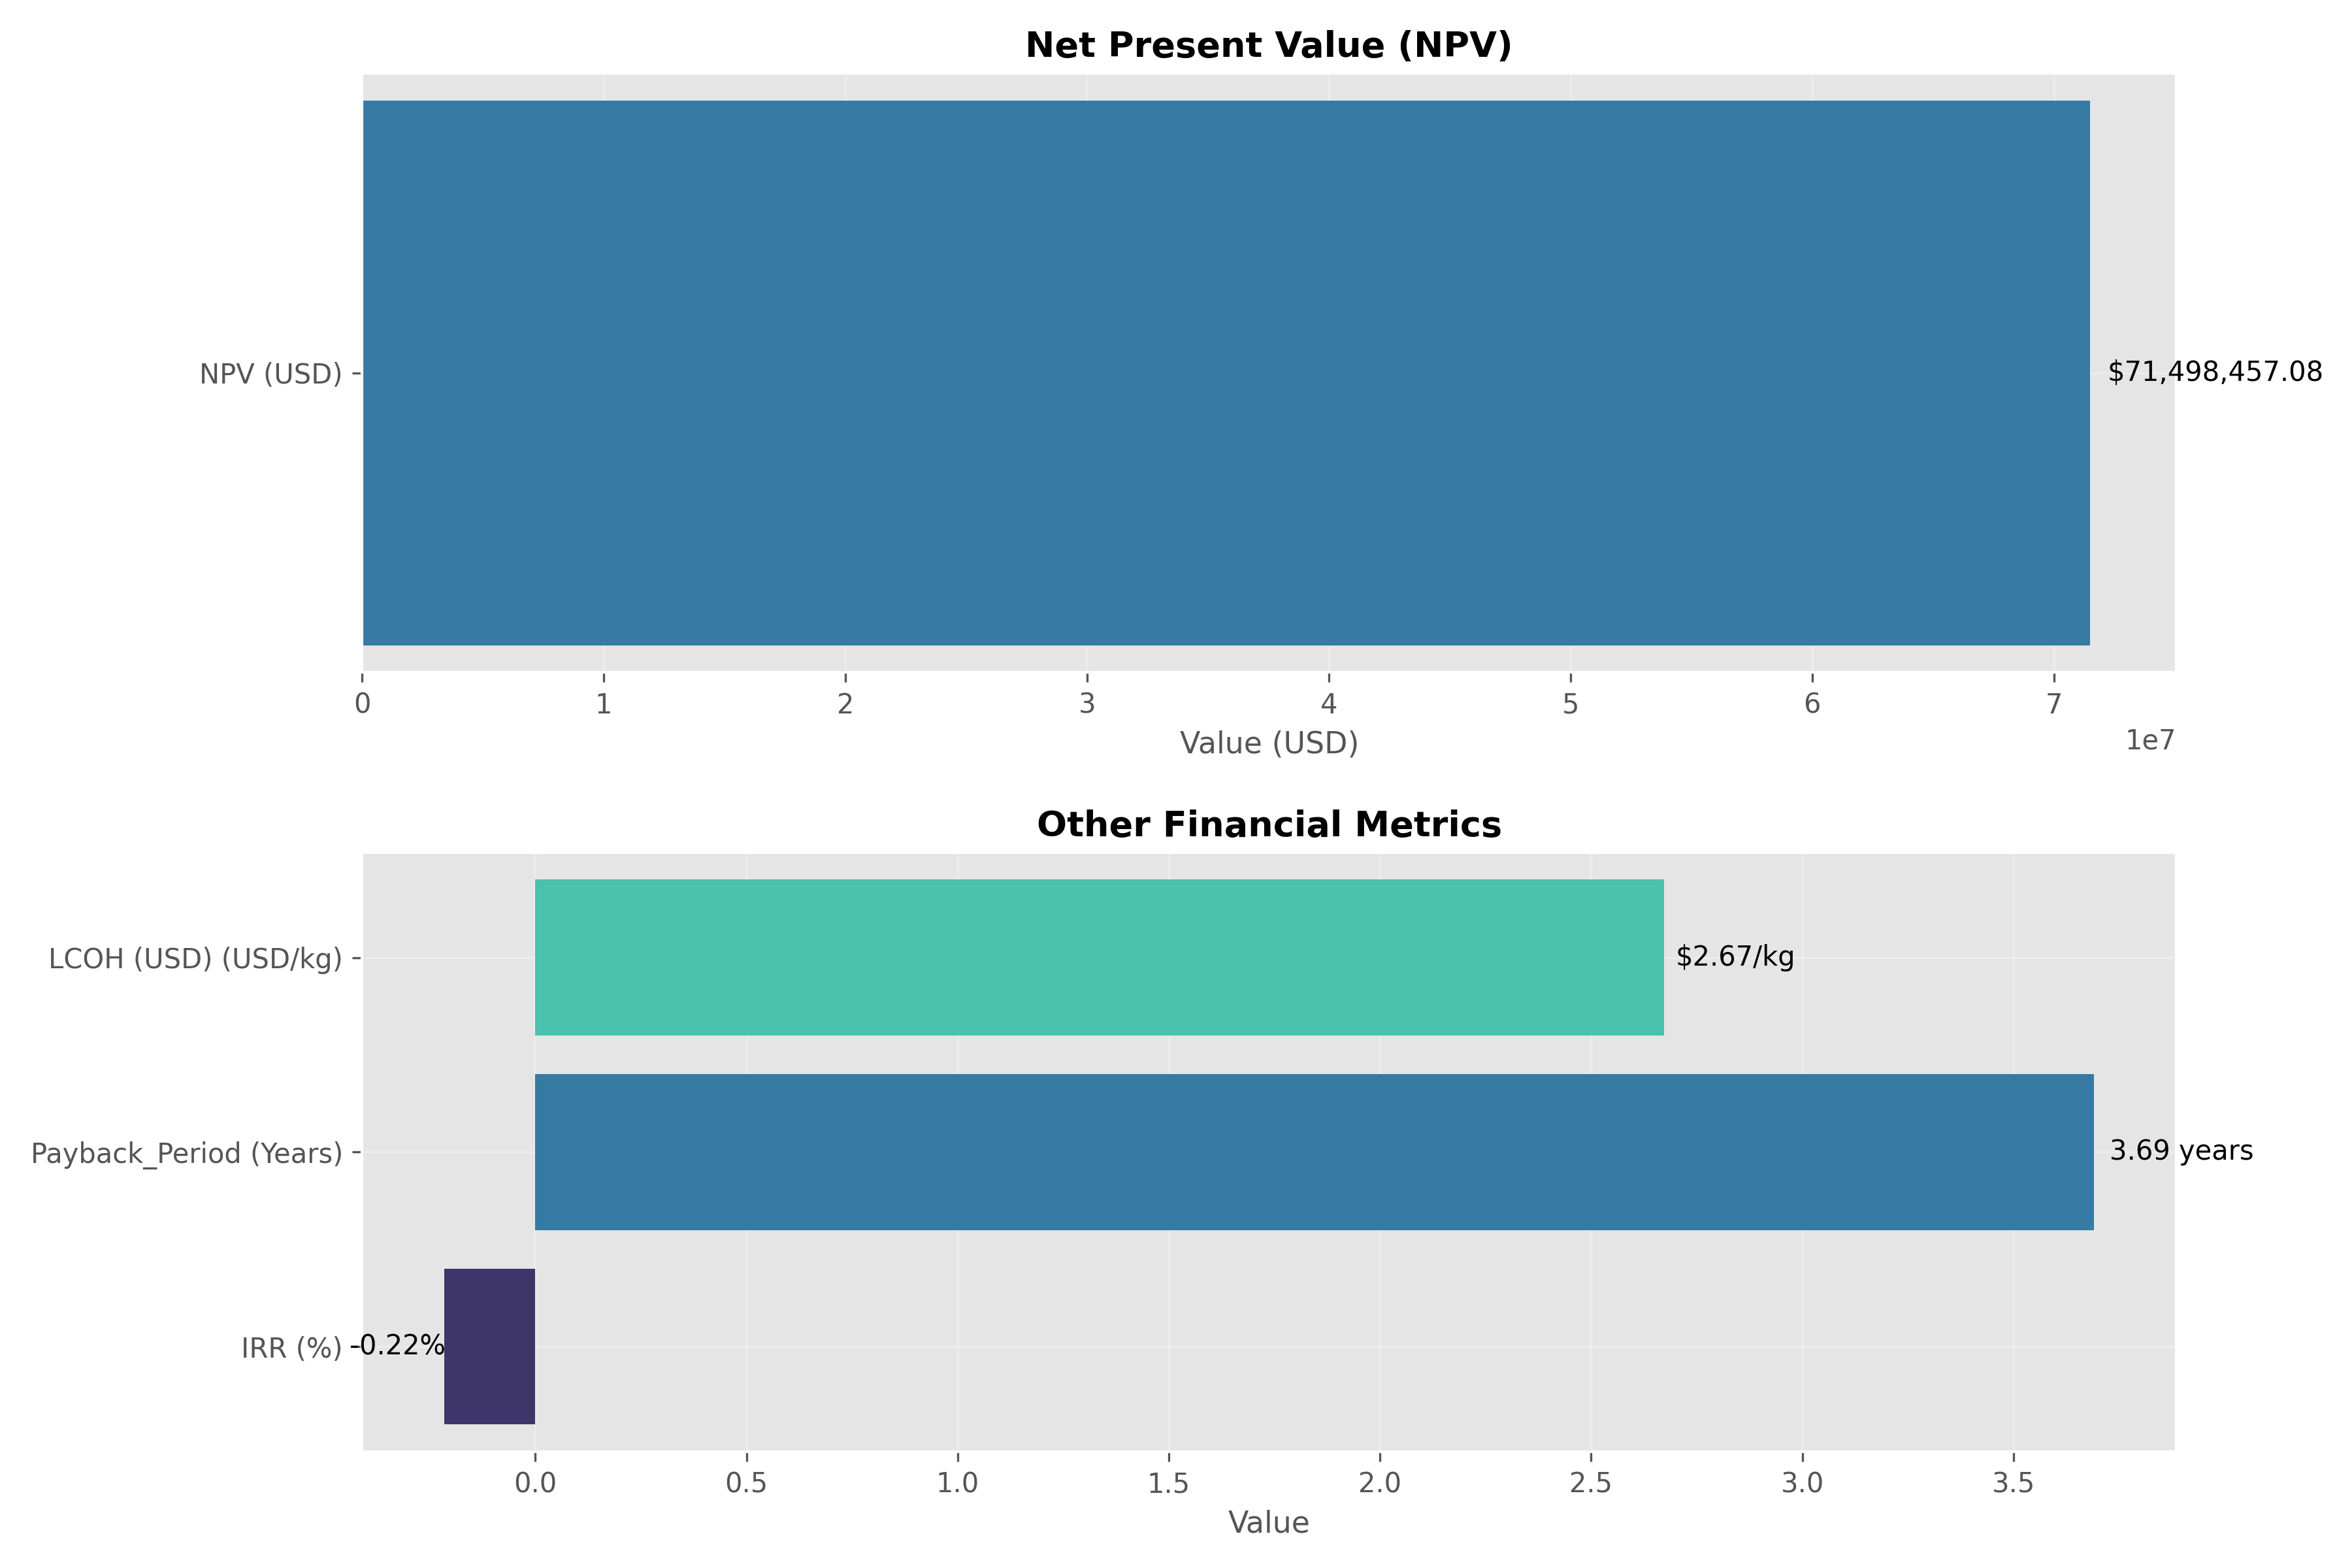 Net Present Value (NPV)
NPV (USD)
$71,498,457.08
0 1 2 3 4 5 6 7
Value (USD)
1e7
Other Financial Metrics
LCOH (USD) (USD/kg)
$2.67/kg
Payback_Period (Years)
3.69 years
IRR (%)
-0.22%
0.0 0.5 1.0 1.5 2.0 2.5 3.0 3.5
Value